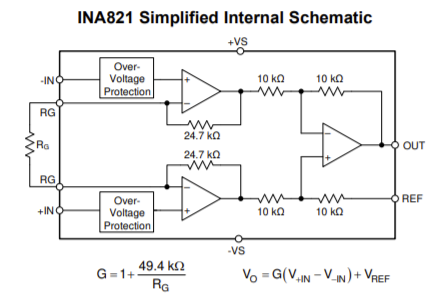 INA821 Simplified Internal Schematic
+VS
Over-
Voltage
Protection
-IN
+
−
10 kΩ
10 kΩ
RG
24.7 kΩ
RG
−
+
OUT
24.7 kΩ
RG
−
+
Over-
Voltage
Protection
+IN
10 kΩ
10 kΩ
REF
-VS
G = 1 + 49.4 kΩ / RG
VO = G(V+IN − V-IN) + VREF